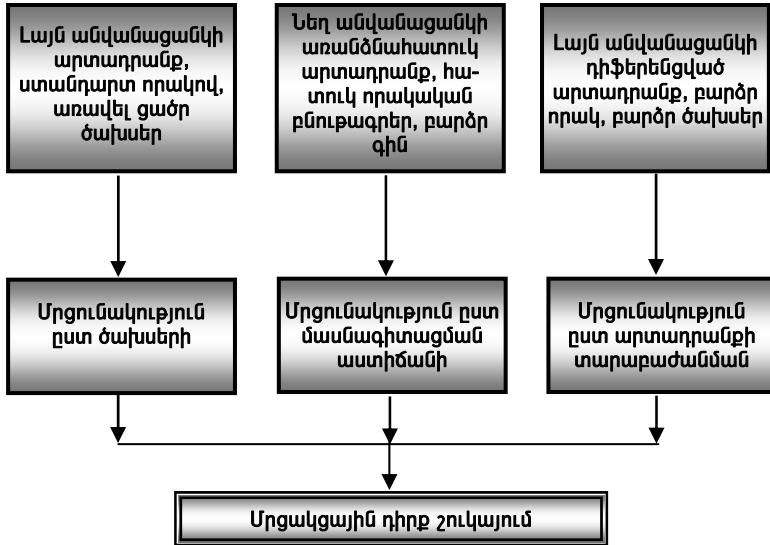 Լայն անվանացանկի
արտադրանք,
ստանդարտ որակով,
առավել ցածր
ծախսեր
Նեղ անվանացանկի
առանձնահատուկ
արտադրանք, հա-
տուկ որակական
բնութագրեր, բարձր
գին
Լայն անվանացանկի
դիֆերենցված
արտադրանք, բարձր
որակ, բարձր ծախսեր
Մրցունակություն
ըստ ծախսերի
Մրցունակություն ըստ
մասնագիտացման
աստիճանի
Մրցունակություն
ըստ արտադրանքի
տարաբաժանման
Մրցակցային դիրք շուկայում